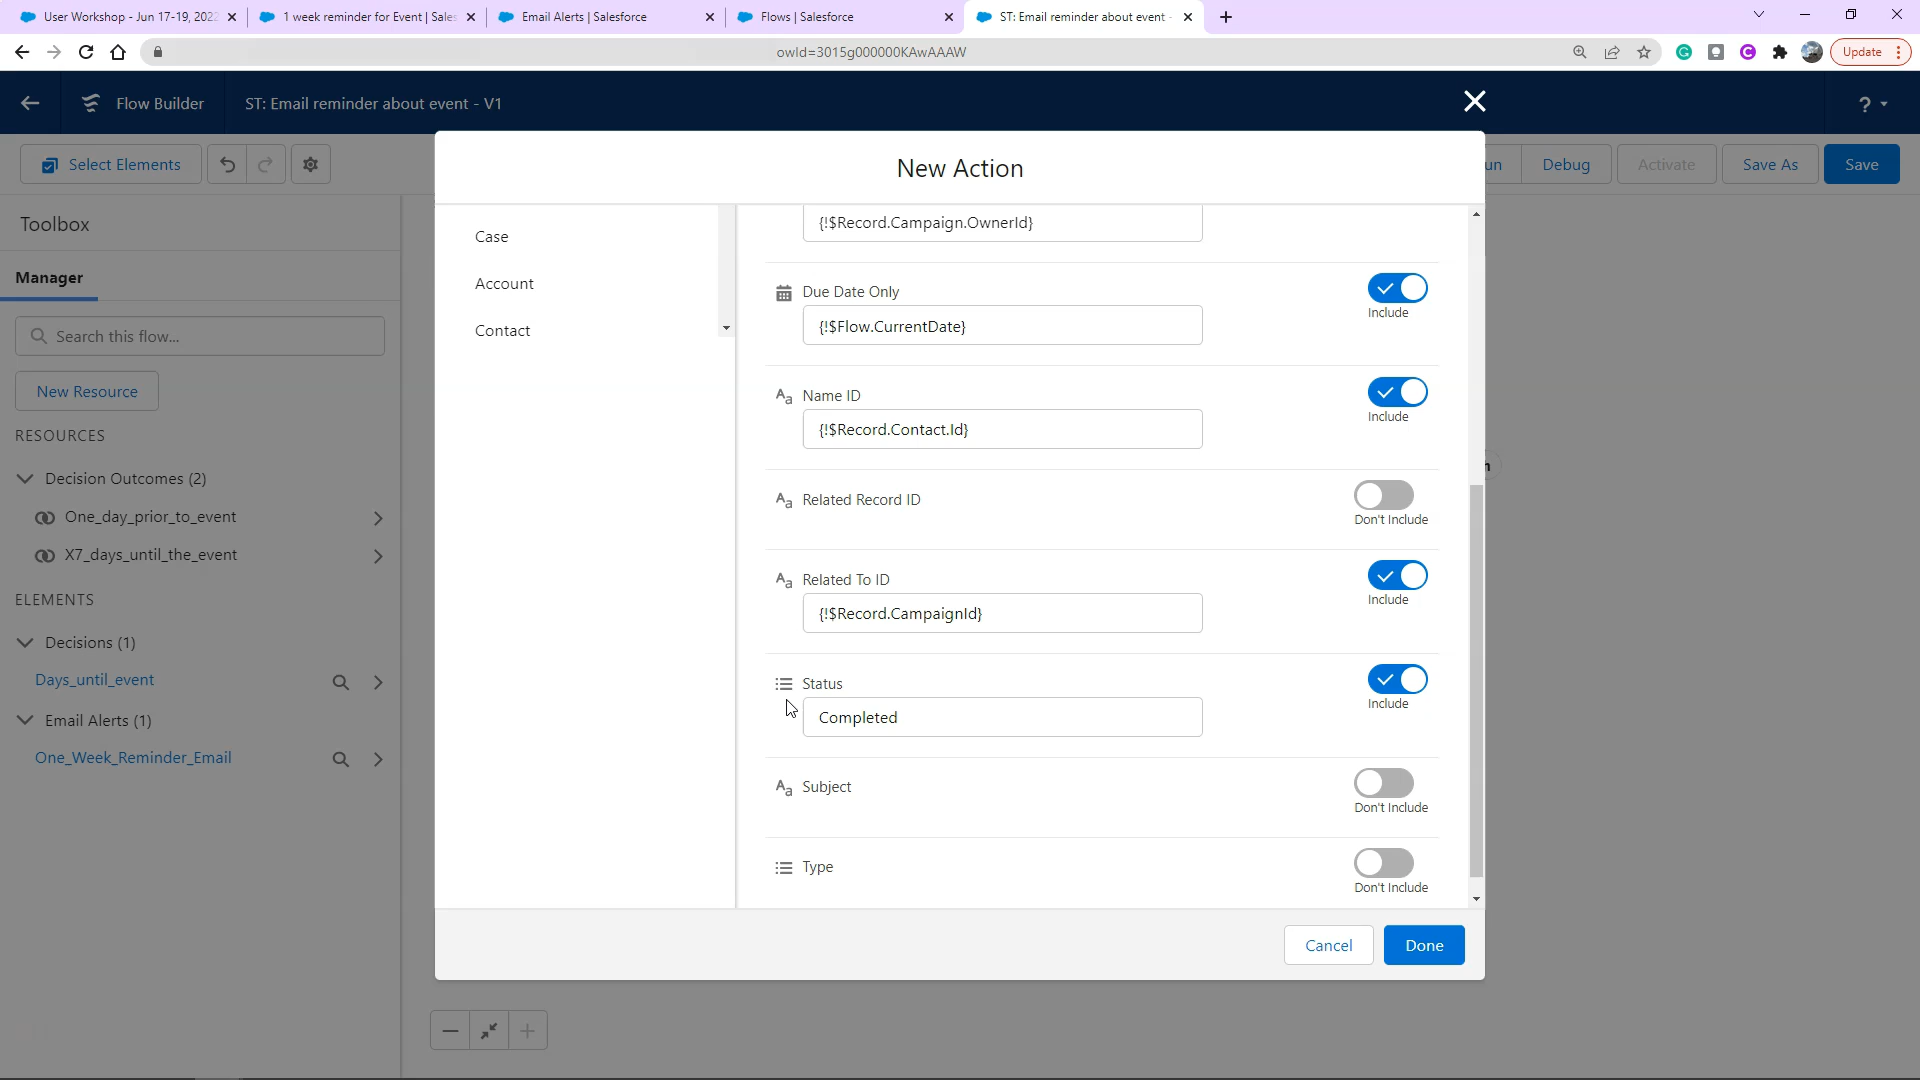 User Workshop - Jun 17-19, 2022
1 week reminder for Event | Sales
Email Alerts | Salesforce
Flows | Salesforce
ST: Email reminder about event -
owId=3015g000000KAwAAAW
Update
Flow Builder
ST: Email reminder about event - V1
?
Select Elements
Debug
Activate
Save As
Save
Toolbox
Manager
Search this flow...
New Resource
RESOURCES
Decision Outcomes (2)
One_day_prior_to_event
X7_days_until_the_event
ELEMENTS
Decisions (1)
Days_until_event
Email Alerts (1)
One_Week_Reminder_Email
New Action
Case
Account
Contact
{!$Record.Campaign.OwnerId}
Due Date Only
{!$Flow.CurrentDate}
Include
Aa Name ID
{!$Record.Contact.Id}
Include
Aa Related Record ID
Don't Include
Aa Related To ID
{!$Record.CampaignId}
Include
Status
Completed
Include
Aa Subject
Don't Include
Type
Don't Include
Cancel
Done